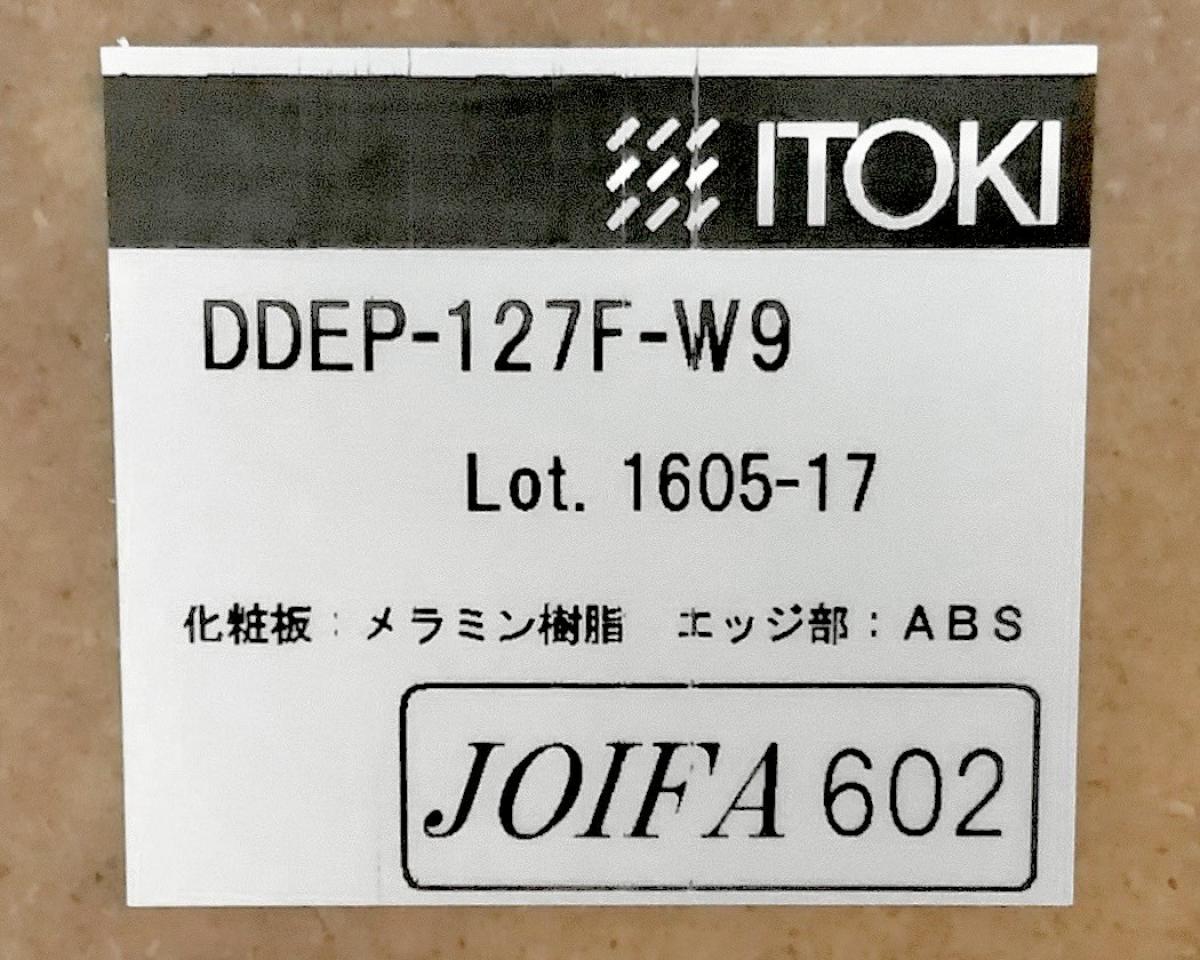 ITOKI
DDEP-127F-W9
Lot. 1605-17
化粧板：メラミン樹脂　エッジ部：ＡＢＳ
JOIFA 602